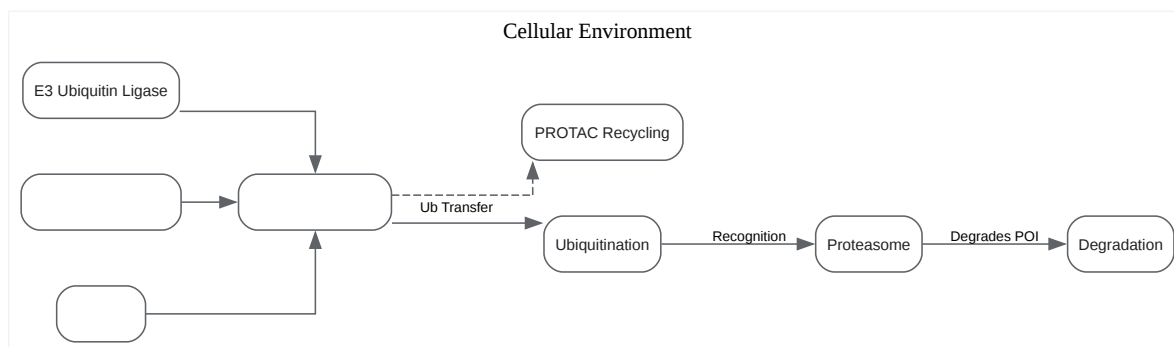 Cellular Environment
E3 Ubiquitin Ligase
PROTAC Recycling
Ub Transfer
Ubiquitination
Recognition
Proteasome
Degrades POI
Degradation